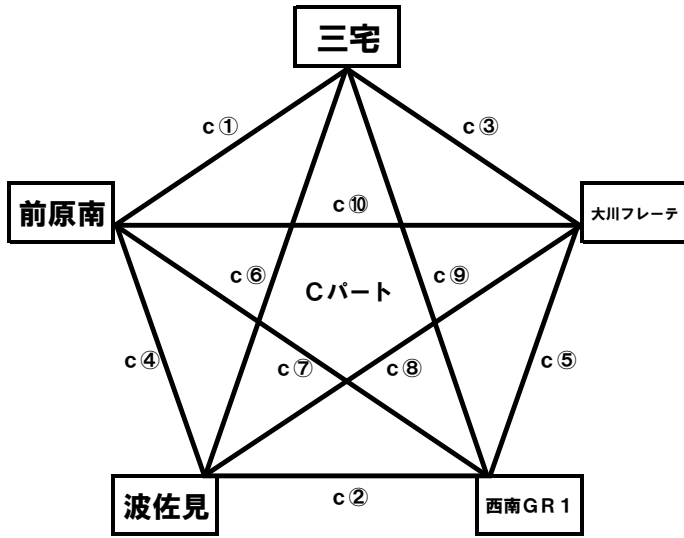 三宅
c①
c③
前原南
c⑩
大川フレーテ
c⑥
Cパート
c⑨
c④
c⑦
c⑧
c⑤
波佐見
c②
西南GR1